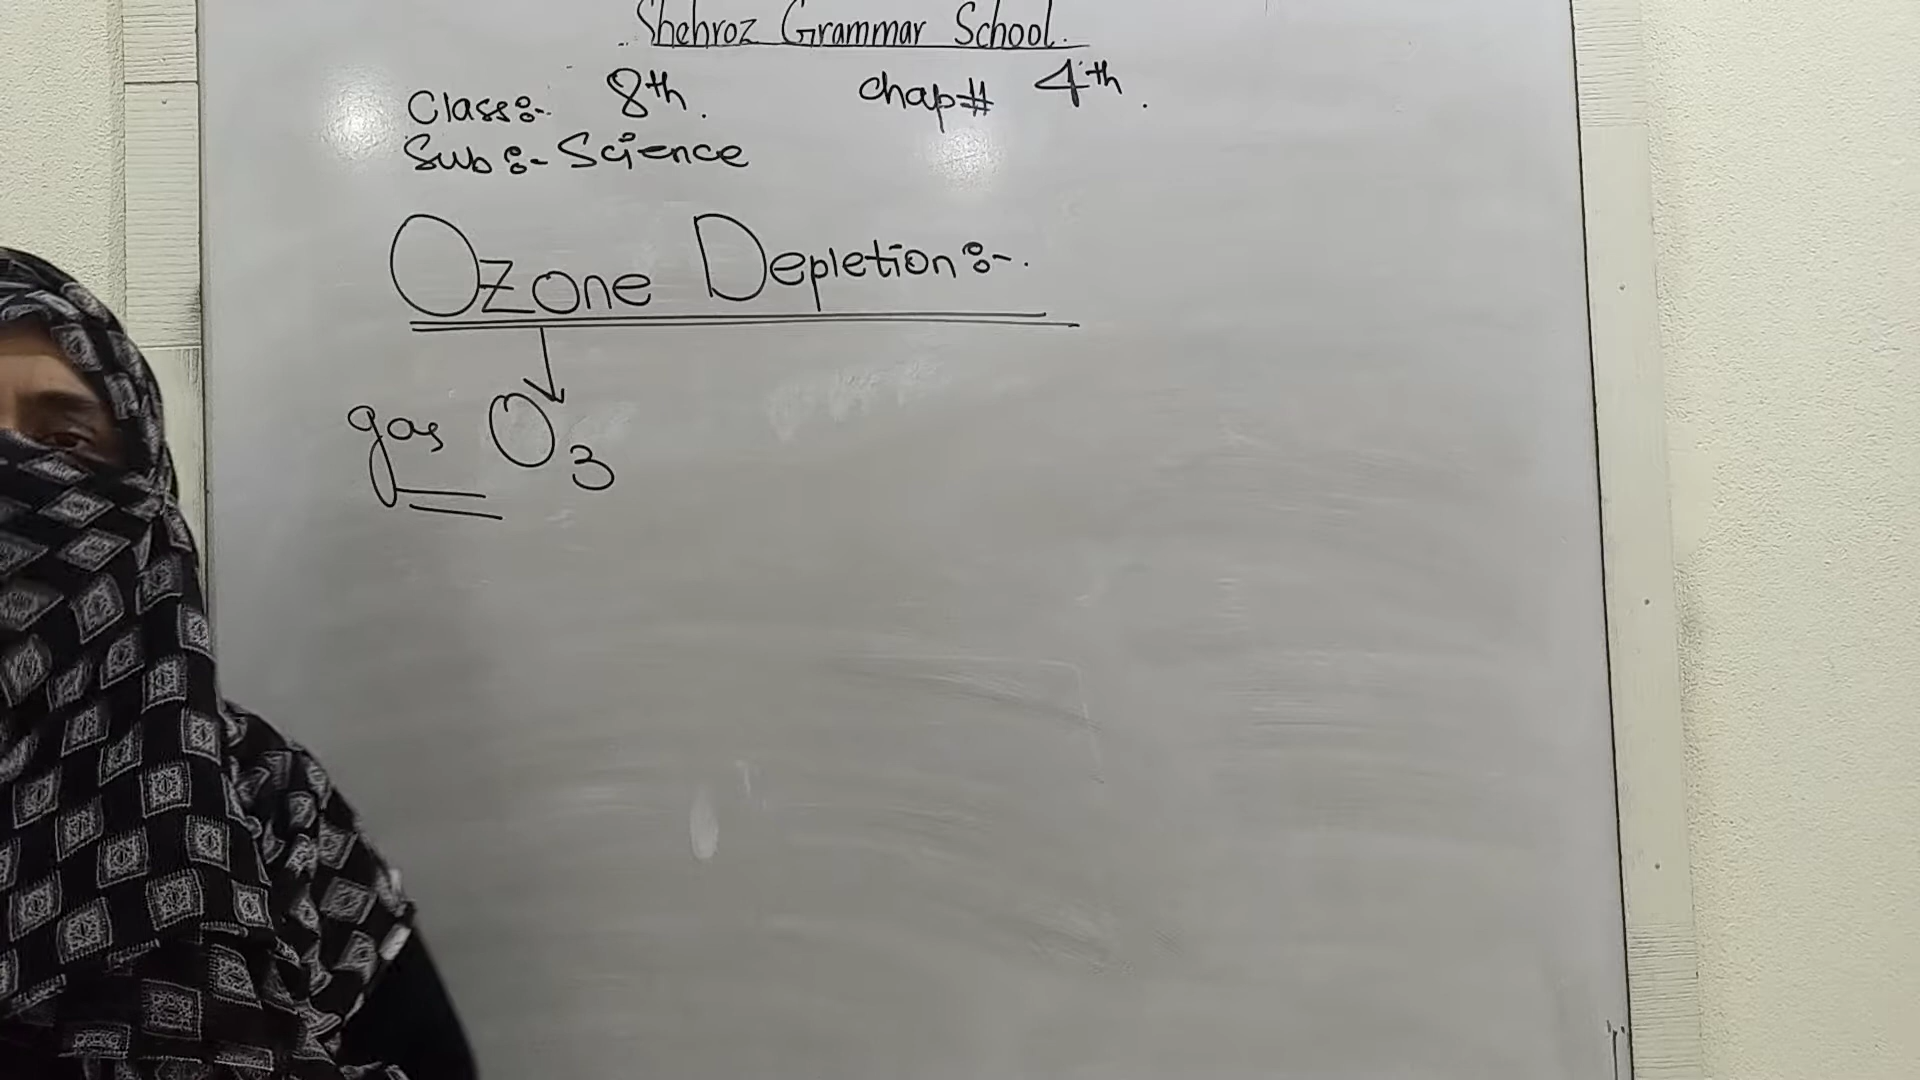 Shehroz Grammar School.
Class:- 8th. Chap# 4th.
Sub:- Science
Ozone Depletion:-.
gas O₃